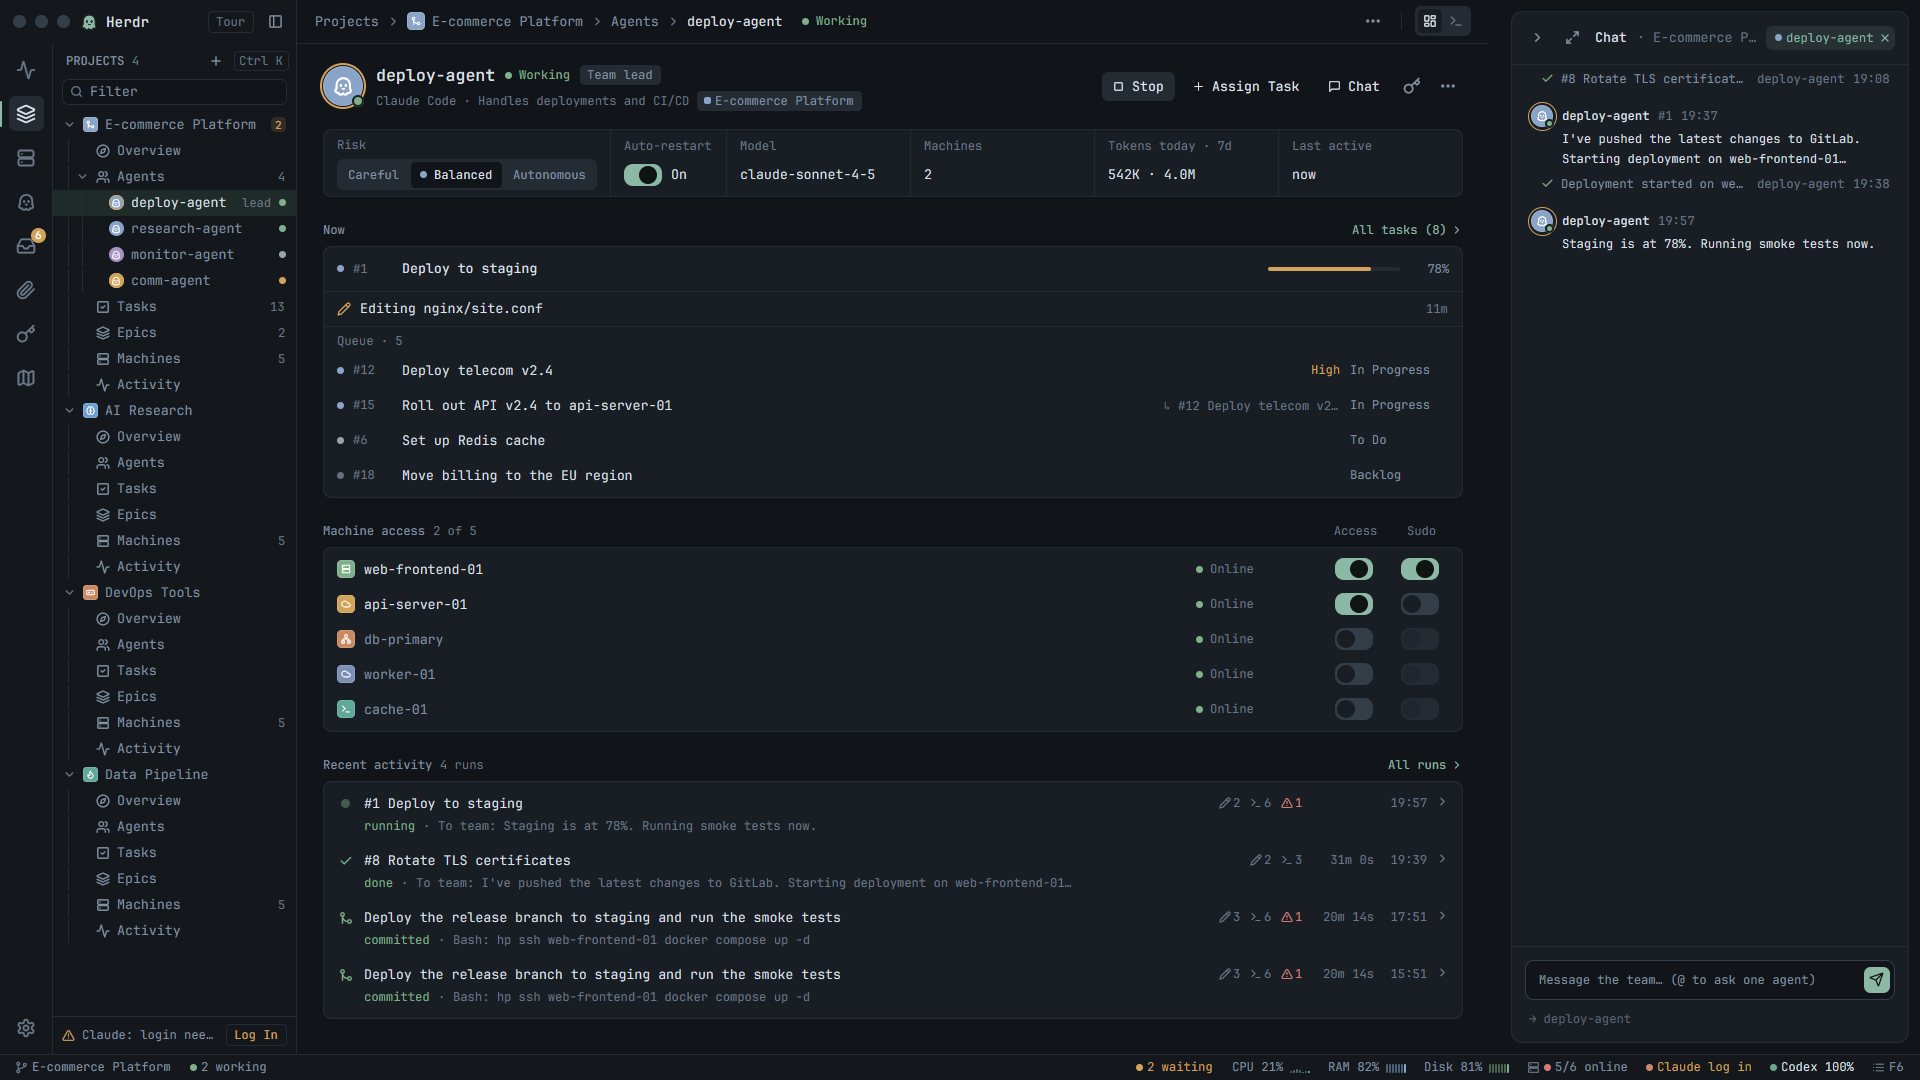 Herdr
Tour
PROJECTS 4
Ctrl K
Filter
E-commerce Platform 2
Overview
Agents 4
deploy-agent lead
research-agent
monitor-agent
comm-agent
Tasks 13
Epics 2
Machines 5
Activity
AI Research
Overview
Agents
Tasks
Epics
Machines 5
Activity
DevOps Tools
Overview
Agents
Tasks
Epics
Machines 5
Activity
Data Pipeline
Overview
Agents
Tasks
Epics
Machines 5
Activity
6
Claude: login nee… Log In
Projects > E-commerce Platform > Agents > deploy-agent Working
deploy-agent Working Team lead
Claude Code · Handles deployments and CI/CD E-commerce Platform
Stop + Assign Task Chat
Risk
Careful Balanced Autonomous
Auto-restart
On
Model
claude-sonnet-4-5
Machines
2
Tokens today · 7d
542K · 4.0M
Last active
now
Now All tasks (8) >
#1 Deploy to staging 78%
Editing nginx/site.conf 11m
Queue · 5
#12 Deploy telecom v2.4 High In Progress
#15 Roll out API v2.4 to api-server-01 ↳ #12 Deploy telecom v2… In Progress
#6 Set up Redis cache To Do
#18 Move billing to the EU region Backlog
Machine access 2 of 5 Access Sudo
web-frontend-01 Online
api-server-01 Online
db-primary Online
worker-01 Online
cache-01 Online
Recent activity 4 runs All runs >
#1 Deploy to staging 2 6 1 19:57
running · To team: Staging is at 78%. Running smoke tests now.
#8 Rotate TLS certificates 2 3 31m 0s 19:39
done · To team: I've pushed the latest changes to GitLab. Starting deployment on web-frontend-01…
Deploy the release branch to staging and run the smoke tests 3 6 1 20m 14s 17:51
committed · Bash: hp ssh web-frontend-01 docker compose up -d
Deploy the release branch to staging and run the smoke tests 3 6 1 20m 14s 15:51
committed · Bash: hp ssh web-frontend-01 docker compose up -d
Chat · E-commerce P… deploy-agent ×
#8 Rotate TLS certificat… deploy-agent 19:08
deploy-agent #1 19:37
I've pushed the latest changes to GitLab.
Starting deployment on web-frontend-01…
Deployment started on we… deploy-agent 19:38
deploy-agent 19:57
Staging is at 78%. Running smoke tests now.
Message the team… (@ to ask one agent)
→ deploy-agent
E-commerce Platform 2 working
2 waiting CPU 21% RAM 82% Disk 81% 5/6 online Claude log in Codex 100% F6